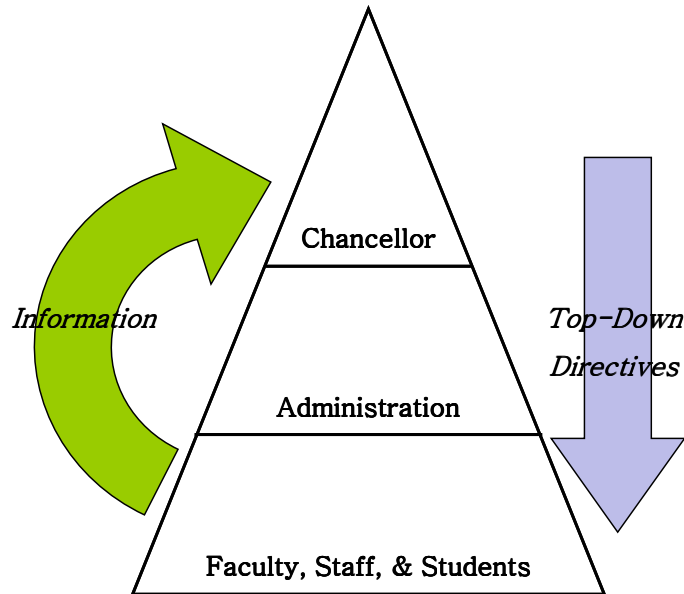 Chancellor
Information
Top-Down
Directives
Administration
Faculty, Staff, & Students